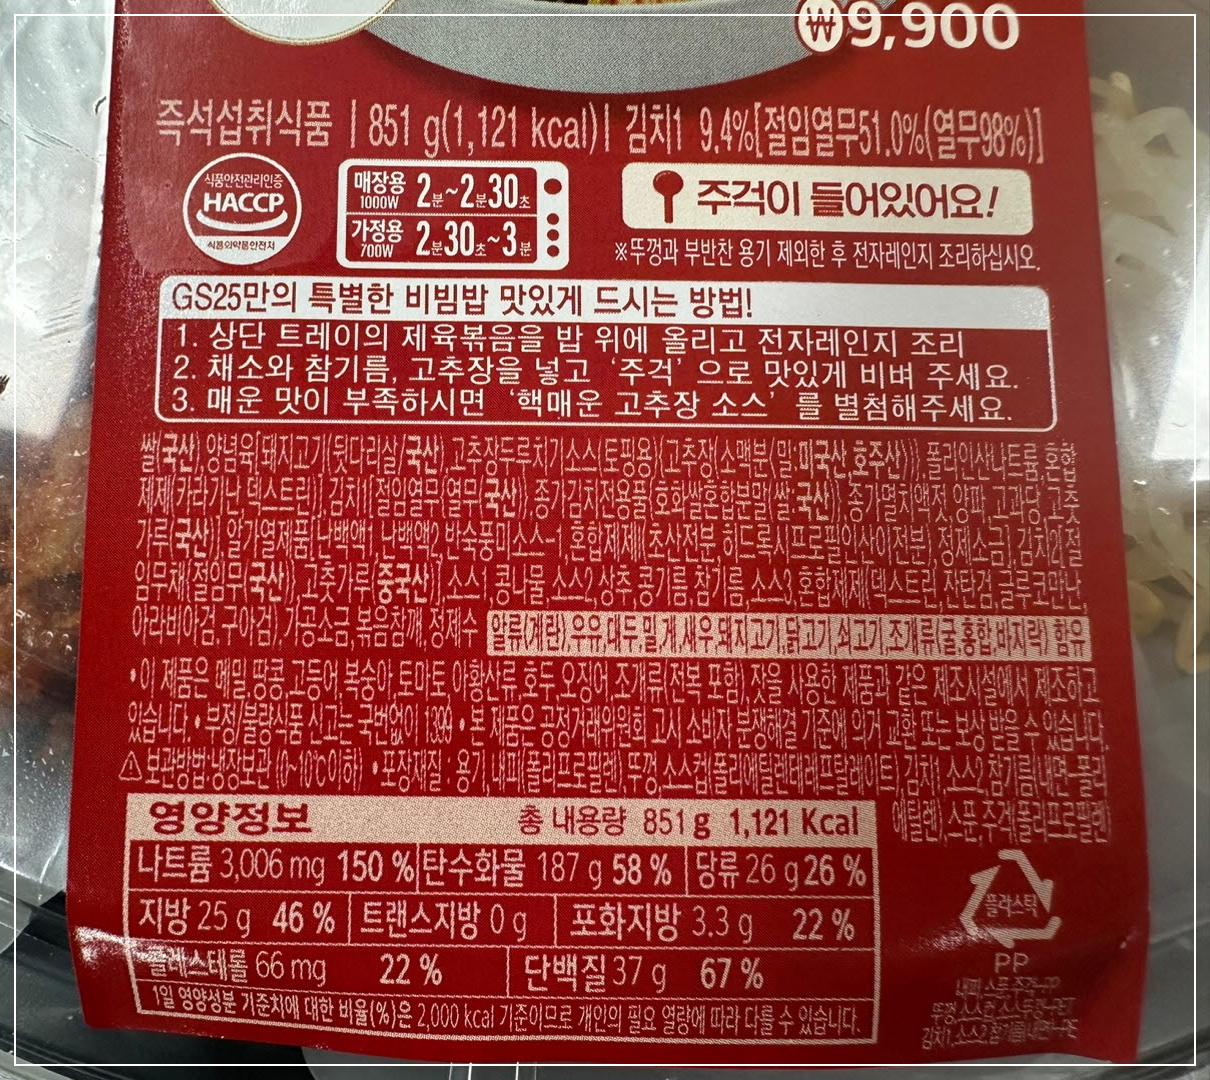 ₩9,900
즉석섭취식품 | 851 g(1,121 kcal) | 김치1 9.4%[절임열무51.0%(열무98%)]
식품안전관리인증
HACCP
식품의약품안전처
매장용 1000W 2분~2분30초
가정용 700W 2분30초~3분
주걱이 들어있어요!
※뚜껑과 부반찬 용기 제외한 후 전자레인지 조리하십시오.
GS25만의 특별한 비빔밥 맛있게 드시는 방법!
1. 상단 트레이의 제육볶음을 밥 위에 올리고 전자레인지 조리
2. 채소와 참기름, 고추장을 넣고 ‘주걱’ 으로 맛있게 비벼 주세요.
3. 매운 맛이 부족하시면 ‘핵매운 고추장 소스’ 를 별첨해주세요.
쌀(국산), 양념육[돼지고기{뒷다리살(국산), 고추장두루치기소스(토핑용){고추장(소맥분(밀:미국산,호주산)}}, 폴리인산나트륨,혼합
제제(카라기난,덱스트린)], 김치1[절임열무{열무(국산)}, 종가김치전용풀{호화쌀혼합분말(쌀:국산)}, 종가멸치액젓,양파,고과당,고춧
가루(국산)], 알가열제품[난백액1, 난백액2, 반숙풍미소스-1, 혼합제제(초산전분, 히드록시프로필인산이전분), 정제소금], 김치2[절
임무채{절임무(국산)}, 고춧가루(중국산)], 소스1, 콩나물,소스2,상추,콩기름,참기름,소스3,혼합제제(덱스트린,잔탄검,글루코만난,
아라비아검,구아검),가공소금,볶음참깨,정제수 알류(계란),우유,대두,밀,게,새우,돼지고기,닭고기,쇠고기,조개류(굴,홍합,바지락) 함유
•이 제품은 메밀,땅콩,고등어,복숭아,토마토,아황산류,호두,오징어,조개류(전복 포함),잣을 사용한 제품과 같은 제조시설에서 제조하고
있습니다. • 부정/불량식품 신고는 국번없이 1399 • 본 제품은 공정거래위원회 고시 소비자 분쟁해결 기준에 의거 교환 또는 보상 받을 수 있습니다.
⚠보관방법:냉장보관(0~10℃이하) •포장재질: 용기,내피(폴리프로필렌),뚜껑,소스컵(폴리에틸렌테레프탈레이트),김치1,소스2,참기름(내면-폴리
에틸렌),스푼,주걱(폴리프로필렌)
영양정보 총 내용량 851 g 1,121 Kcal
나트륨 3,006 mg 150 % 탄수화물 187 g 58 % 당류 26 g 26 %
지방 25 g 46 % 트랜스지방 0 g 포화지방 3.3 g 22 %
콜레스테롤 66 mg 22 % 단백질 37 g 67 %
1일 영양성분 기준치에 대한 비율(%)은 2,000 kcal 기준이므로 개인의 필요 열량에 따라 다를 수 있습니다.
플라스틱
PP